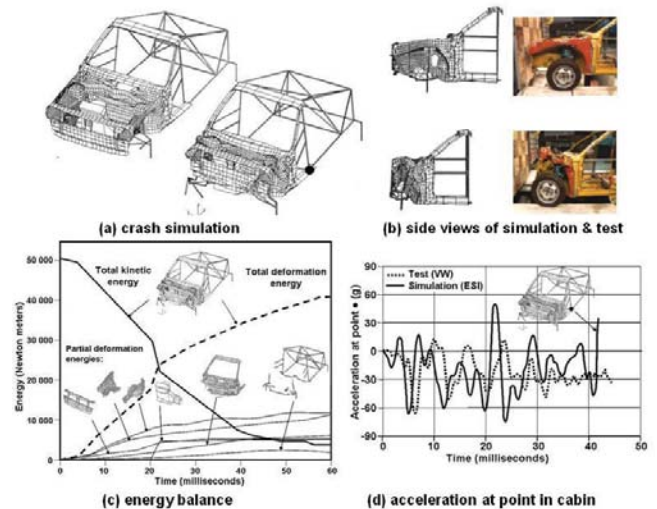 (a) crash simulation
(b) side views of simulation & test
Energy (Newton meters)
50 000
40 000
30 000
20 000
10 000
0
Total kinetic
energy
Total deformation
energy
Partial deformation
energies:
0 10 20 30 40 50 60
Time (milliseconds)
(c) energy balance
Acceleration at point • (g)
90
60
30
0
-30
-60
-90
Test (VW)
Simulation (ESI)
0 10 20 30 40 50
Time (milliseconds)
(d) acceleration at point in cabin